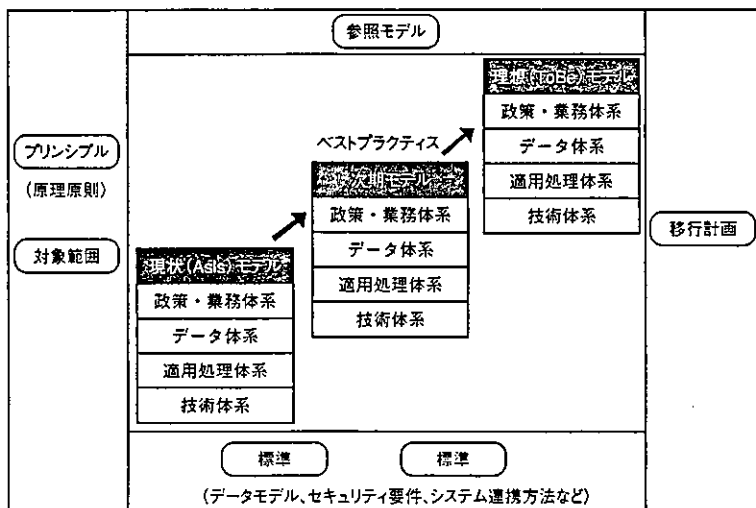 参照モデル
プリンシプル
(原理原則)
対象範囲
現状(AsIs)モデル
政策・業務体系
データ体系
適用処理体系
技術体系
ベストプラクティス
次期モデル
政策・業務体系
データ体系
適用処理体系
技術体系
理想(ToBe)モデル
政策・業務体系
データ体系
適用処理体系
技術体系
移行計画
標準
標準
(データモデル、セキュリティ要件、システム連携方法など)